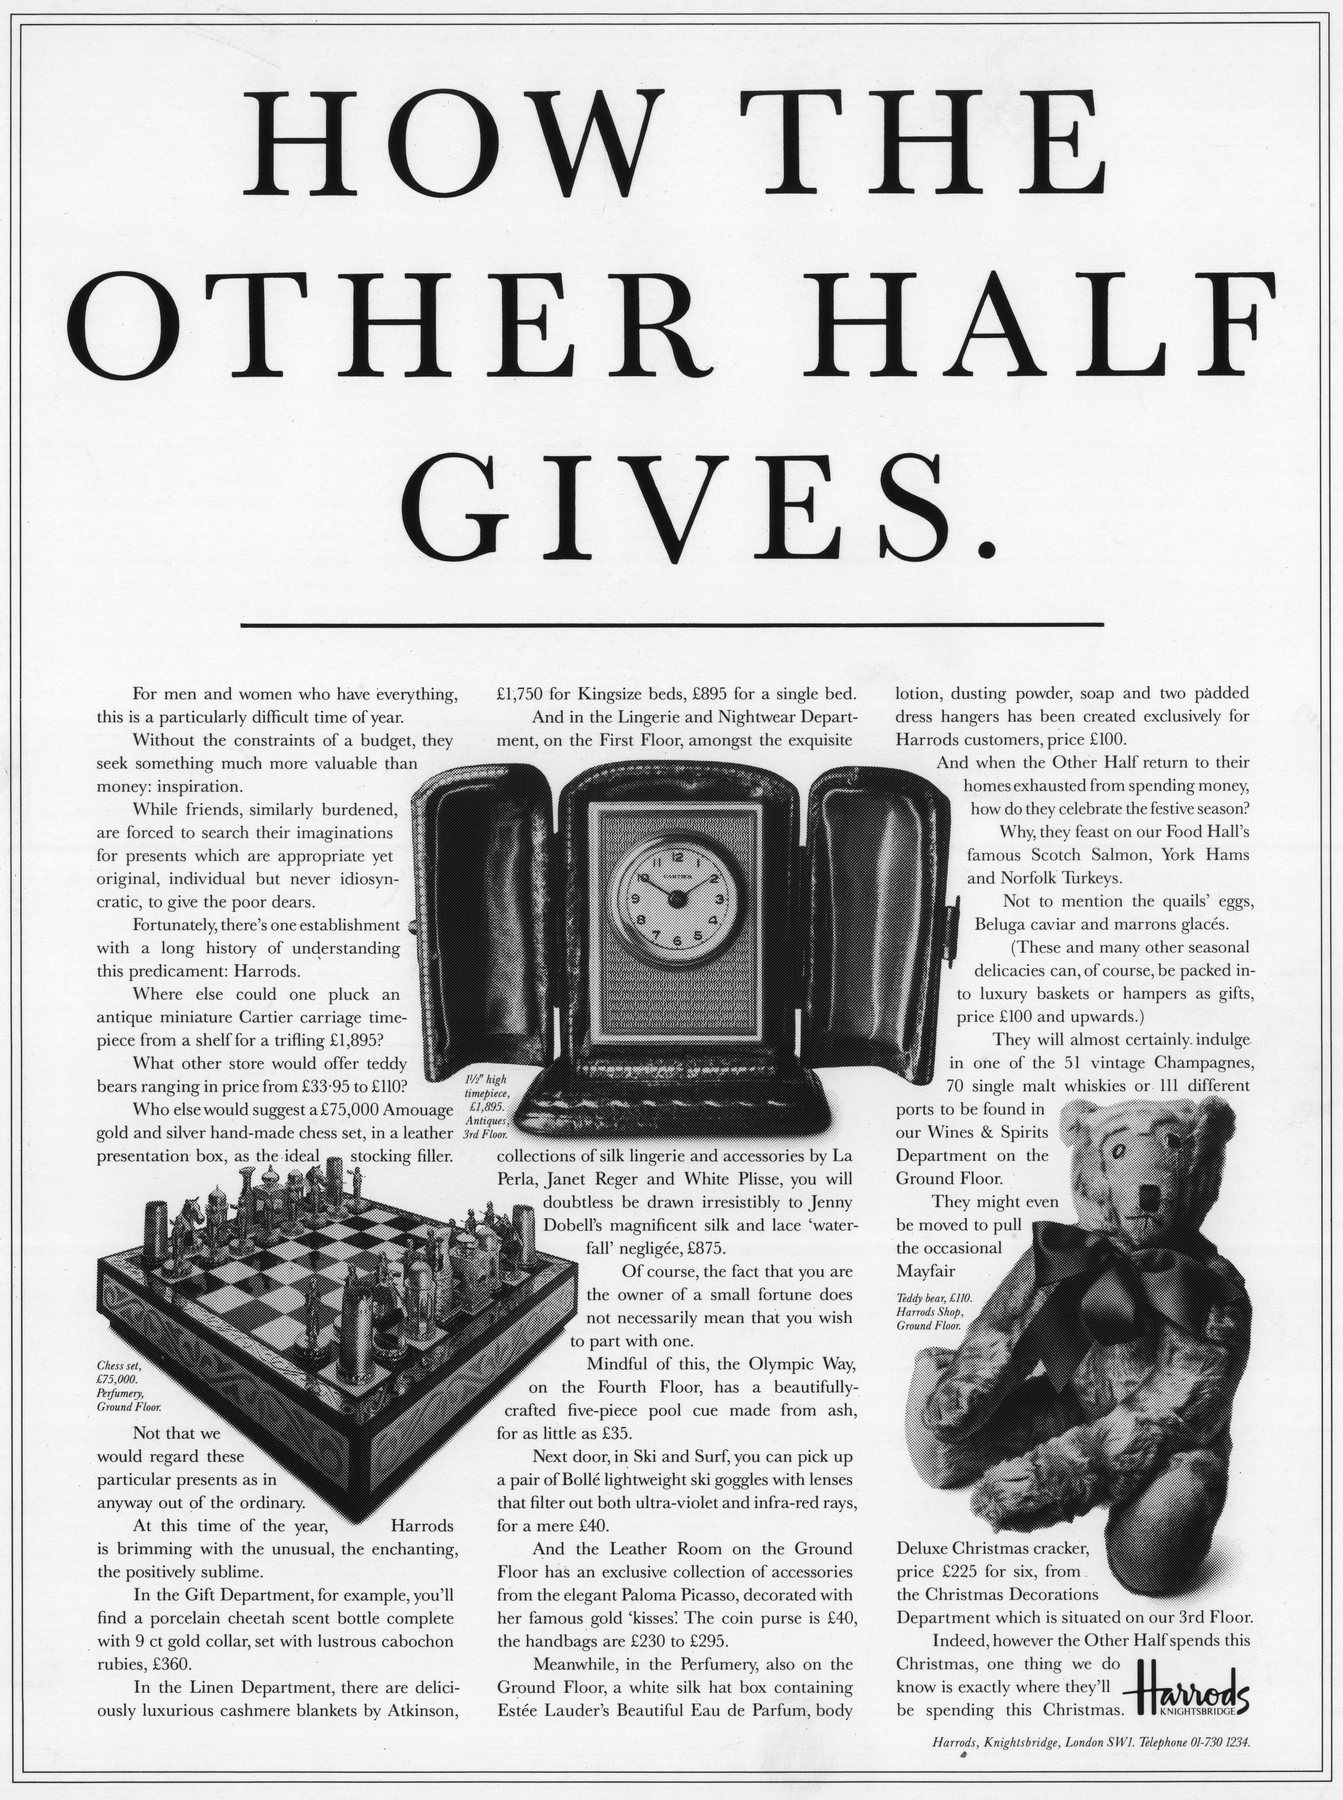 HOW THE
OTHER HALF
GIVES.
For men and women who have everything,
this is a particularly difficult time of year.
Without the constraints of a budget, they
seek something much more valuable than
money: inspiration.
While friends, similarly burdened,
are forced to search their imaginations
for presents which are appropriate yet
original, individual but never idiosyn-
cratic, to give the poor dears.
Fortunately, there's one establishment
with a long history of understanding
this predicament: Harrods.
Where else could one pluck an
antique miniature Cartier carriage time-
piece from a shelf for a trifling £1,895?
What other store would offer teddy
bears ranging in price from £33·95 to £110?
Who else would suggest a £75,000 Amouage
gold and silver hand-made chess set, in a leather
presentation box, as the ideal stocking filler.
Chess set,
£75,000.
Perfumery,
Ground Floor.
Not that we
would regard these
particular presents as in
anyway out of the ordinary.
At this time of the year, Harrods
is brimming with the unusual, the enchanting,
the positively sublime.
In the Gift Department, for example, you'll
find a porcelain cheetah scent bottle complete
with 9 ct gold collar, set with lustrous cabochon
rubies, £360.
In the Linen Department, there are delici-
ously luxurious cashmere blankets by Atkinson,
£1,750 for Kingsize beds, £895 for a single bed.
And in the Lingerie and Nightwear Depart-
ment, on the First Floor, amongst the exquisite
11 12 1
10 CARTIER 2
9 3
8 4
7 6 5
1½" high
timepiece,
£1,895.
Antiques,
3rd Floor.
collections of silk lingerie and accessories by La
Perla, Janet Reger and White Plisse, you will
doubtless be drawn irresistibly to Jenny
Dobell's magnificent silk and lace 'water-
fall' negligée, £875.
Of course, the fact that you are
the owner of a small fortune does
not necessarily mean that you wish
to part with one.
Mindful of this, the Olympic Way,
on the Fourth Floor, has a beautifully-
crafted five-piece pool cue made from ash,
for as little as £35.
Next door, in Ski and Surf, you can pick up
a pair of Bollé lightweight ski goggles with lenses
that filter out both ultra-violet and infra-red rays,
for a mere £40.
And the Leather Room on the Ground
Floor has an exclusive collection of accessories
from the elegant Paloma Picasso, decorated with
her famous gold 'kisses'. The coin purse is £40,
the handbags are £230 to £295.
Meanwhile, in the Perfumery, also on the
Ground Floor, a white silk hat box containing
Estée Lauder's Beautiful Eau de Parfum, body
lotion, dusting powder, soap and two padded
dress hangers has been created exclusively for
Harrods customers, price £100.
And when the Other Half return to their
homes exhausted from spending money,
how do they celebrate the festive season?
Why, they feast on our Food Hall's
famous Scotch Salmon, York Hams
and Norfolk Turkeys.
Not to mention the quails' eggs,
Beluga caviar and marrons glacés.
(These and many other seasonal
delicacies can, of course, be packed in-
to luxury baskets or hampers as gifts,
price £100 and upwards.)
They will almost certainly indulge
in one of the 51 vintage Champagnes,
70 single malt whiskies or 111 different
ports to be found in
our Wines & Spirits
Department on the
Ground Floor.
They might even
be moved to pull
the occasional
Mayfair
Teddy bear, £110.
Harrods Shop,
Ground Floor.
Deluxe Christmas cracker,
price £225 for six, from
the Christmas Decorations
Department which is situated on our 3rd Floor.
Indeed, however the Other Half spends this
Christmas, one thing we do
know is exactly where they'll
be spending this Christmas.
Harrods
KNIGHTSBRIDGE
Harrods, Knightsbridge, London SW1. Telephone 01-730 1234.